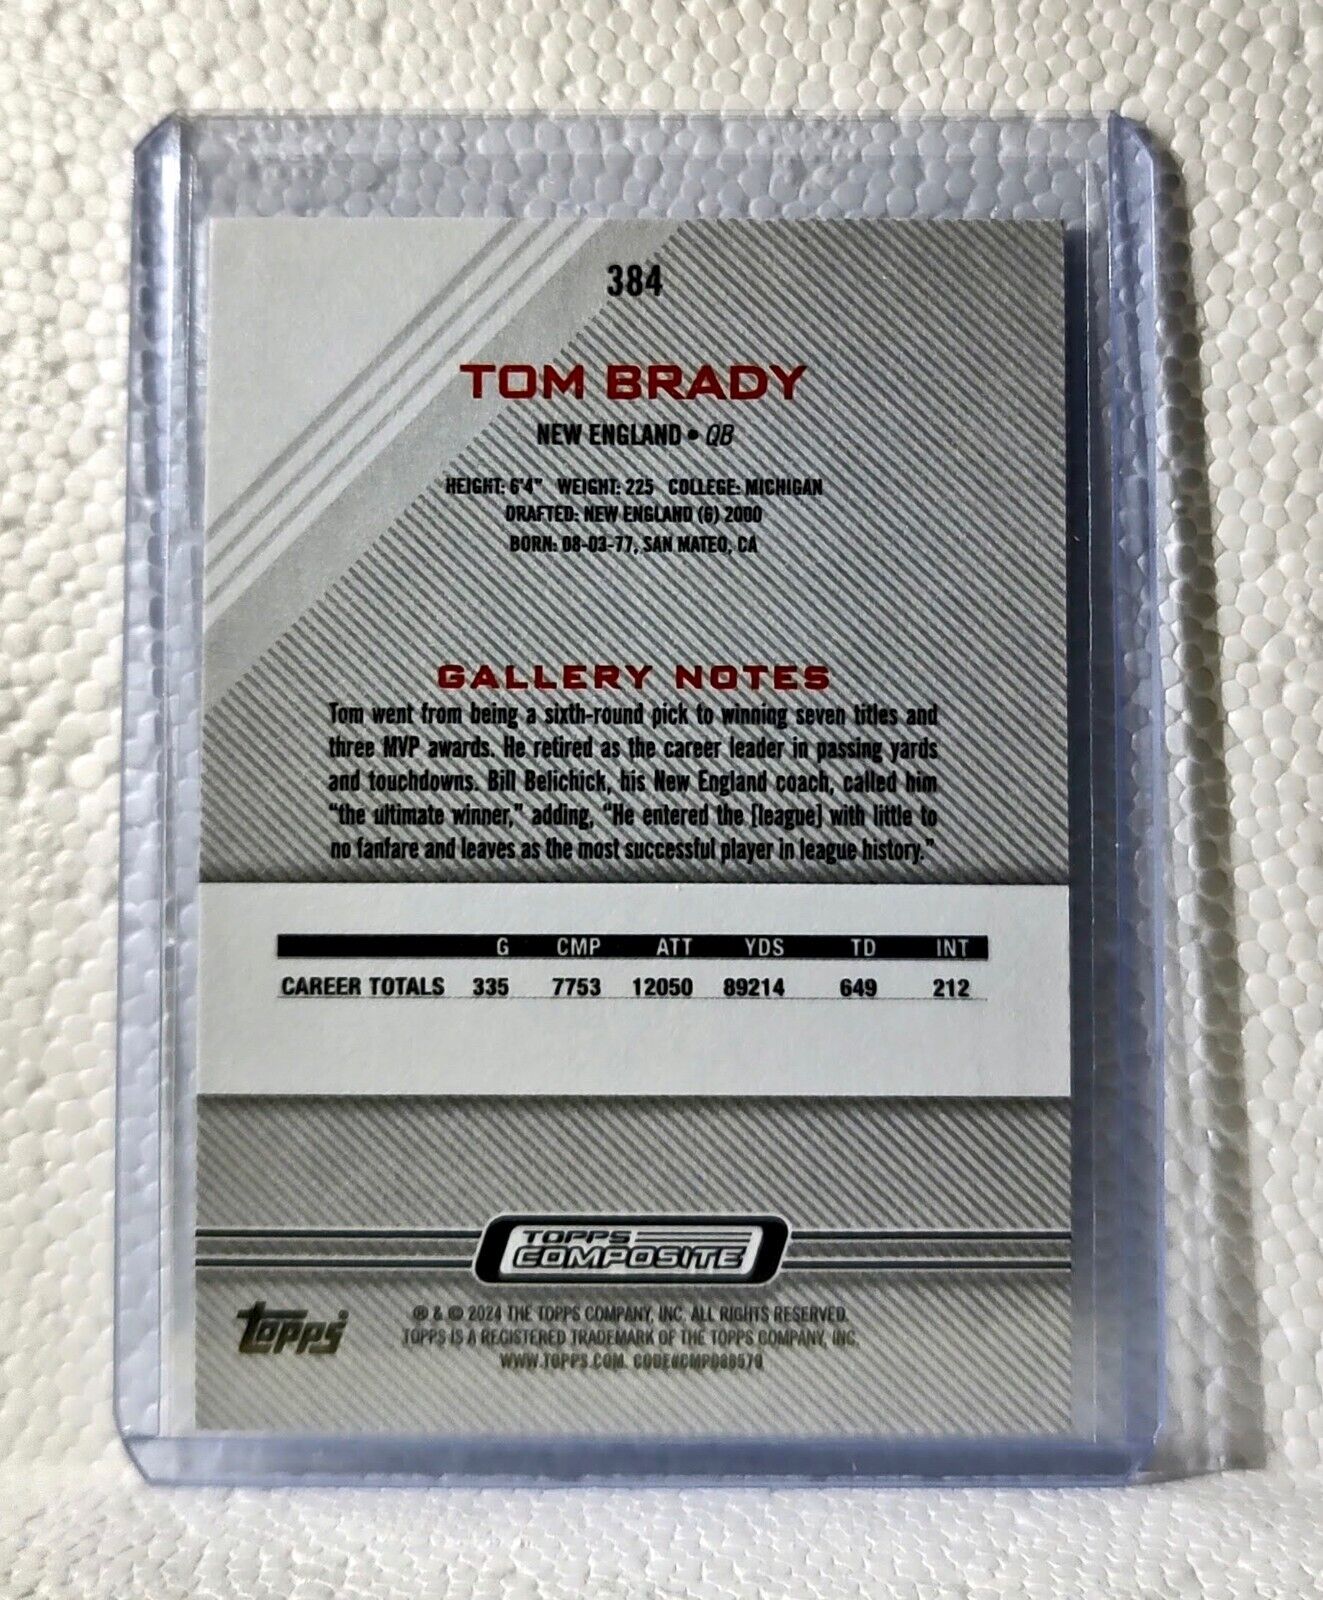 384
TOM BRADY
NEW ENGLAND • QB
HEIGHT: 6'4" WEIGHT: 225 COLLEGE: MICHIGAN
DRAFTED: NEW ENGLAND (6) 2000
BORN: 08-03-77, SAN MATEO, CA
GALLERY NOTES
Tom went from being a sixth-round pick to winning seven titles and
three MVP awards. He retired as the career leader in passing yards
and touchdowns. Bill Belichick, his New England coach, called him
"the ultimate winner," adding, "He entered the [league] with little to
no fanfare and leaves as the most successful player in league history."
G CMP ATT YDS TD INT
CAREER TOTALS 335 7753 12050 89214 649 212
TOPPS
COMPOSITE
Topps
® & © 2024 THE TOPPS COMPANY, INC. ALL RIGHTS RESERVED.
TOPPS IS A REGISTERED TRADEMARK OF THE TOPPS COMPANY, INC.
WWW.TOPPS.COM. CODE#CMP088570